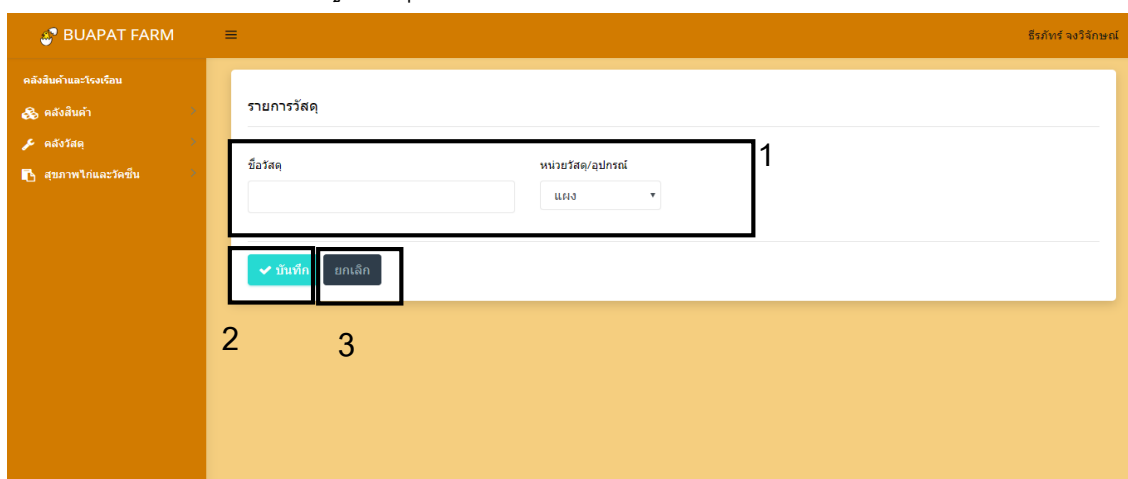 BUAPAT FARM
ธีรภัทร์ จงวิจักษณ์
คลังสินค้าและโรงเรือน
คลังสินค้า
คลังวัสดุ
สุขภาพไก่และวัคซีน
รายการวัสดุ
1
ชื่อวัสดุ
หน่วยวัสดุ/อุปกรณ์
แผง
บันทึก
ยกเลิก
2
3